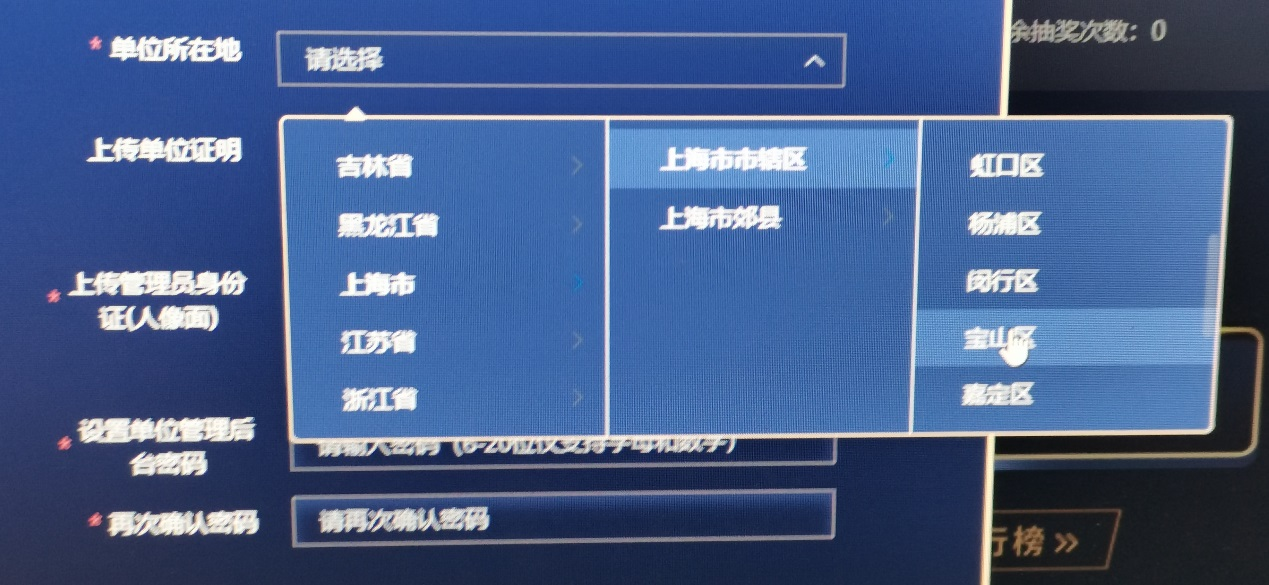 * 单位所在地
请选择
余抽奖次数：0
上传单位证明
吉林省
上海市市辖区
虹口区
黑龙江省
上海市郊县
杨浦区
* 上传管理员身份
证(人像面)
上海市
闵行区
江苏省
宝山区
浙江省
嘉定区
* 设置单位管理后
台密码
请输入密码（6-20位仅支持字母和数字）
* 再次确认密码
请再次确认密码
行榜 »